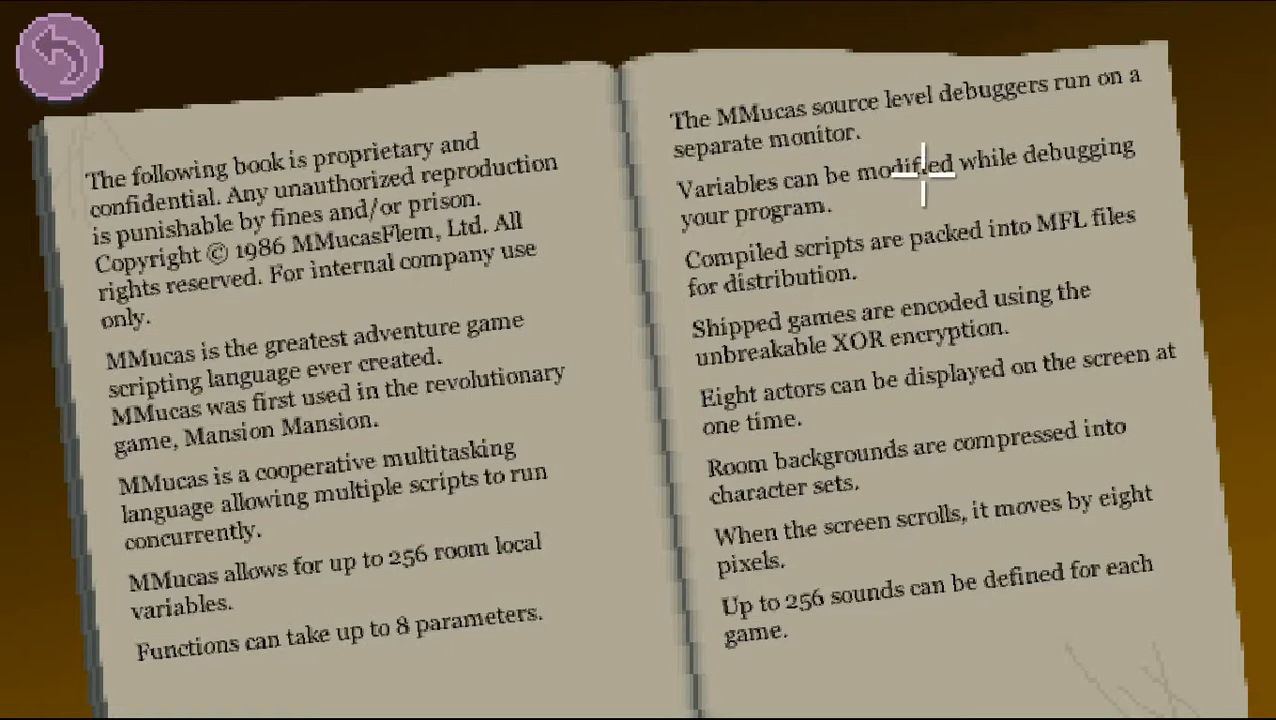 The following book is proprietary and
confidential. Any unauthorized reproduction
is punishable by fines and/or prison.
Copyright © 1986 MMucasFlem, Ltd. All
rights reserved. For internal company use
only.
MMucas is the greatest adventure game
scripting language ever created.
MMucas was first used in the revolutionary
game, Mansion Mansion.
MMucas is a cooperative multitasking
language allowing multiple scripts to run
concurrently.
MMucas allows for up to 256 room local
variables.
Functions can take up to 8 parameters.
The MMucas source level debuggers run on a
separate monitor.
Variables can be modified while debugging
your program.
Compiled scripts are packed into MFL files
for distribution.
Shipped games are encoded using the
unbreakable XOR encryption.
Eight actors can be displayed on the screen at
one time.
Room backgrounds are compressed into
character sets.
When the screen scrolls, it moves by eight
pixels.
Up to 256 sounds can be defined for each
game.